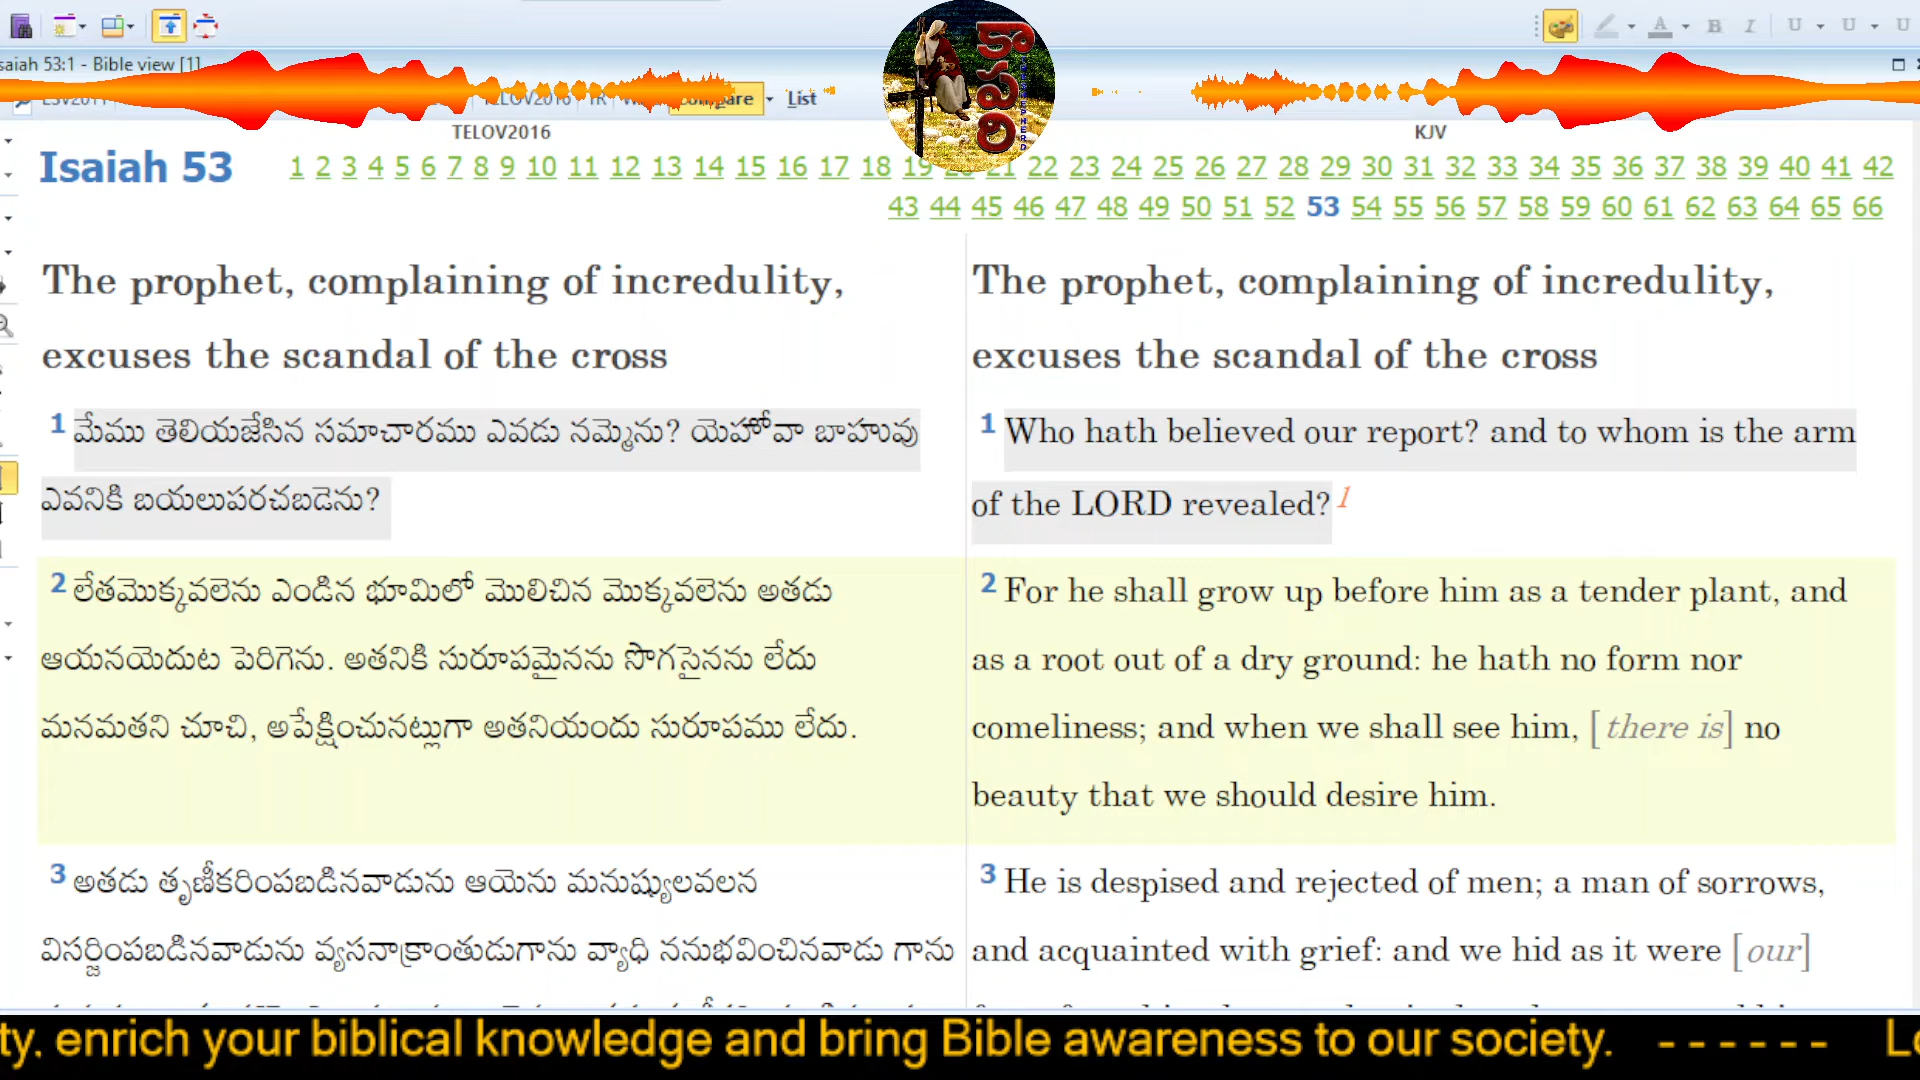 saiah 53:1 - Bible view [1]
List
TELOV2016
KJV
Isaiah 53
1 2 3 4 5 6 7 8 9 10 11 12 13 14 15 16 17 18 19 20 21 22 23 24 25 26 27 28 29 30 31 32 33 34 35 36 37 38 39 40 41 42
43 44 45 46 47 48 49 50 51 52 53 54 55 56 57 58 59 60 61 62 63 64 65 66
The prophet, complaining of incredulity,
excuses the scandal of the cross
1 మేము తెలియజేసిన సమాచారము ఎవడు నమ్మెను? యెహోవా బాహువు
ఎవనికి బయలుపరచబడెను?
2 లేతమొక్కవలెను ఎండిన భూమిలో మొలిచిన మొక్కవలెను అతడు
ఆయనయెదుట పెరిగెను. అతనికి సురూపమైనను సొగసైనను లేదు
మనమతని చూచి, అపేక్షించునట్లుగా అతనియందు సురూపము లేదు.
3 అతడు తృణీకరింపబడినవాడును ఆయెను మనుష్యులవలన
విసర్జింపబడినవాడును వ్యసనాక్రాంతుడుగాను వ్యాధి ననుభవించినవాడు గాను
The prophet, complaining of incredulity,
excuses the scandal of the cross
1 Who hath believed our report? and to whom is the arm
of the LORD revealed? 1
2 For he shall grow up before him as a tender plant, and
as a root out of a dry ground: he hath no form nor
comeliness; and when we shall see him, [there is] no
beauty that we should desire him.
3 He is despised and rejected of men; a man of sorrows,
and acquainted with grief: and we hid as it were [our]
ty, enrich your biblical knowledge and bring Bible awareness to our society. - - - - - - Lo